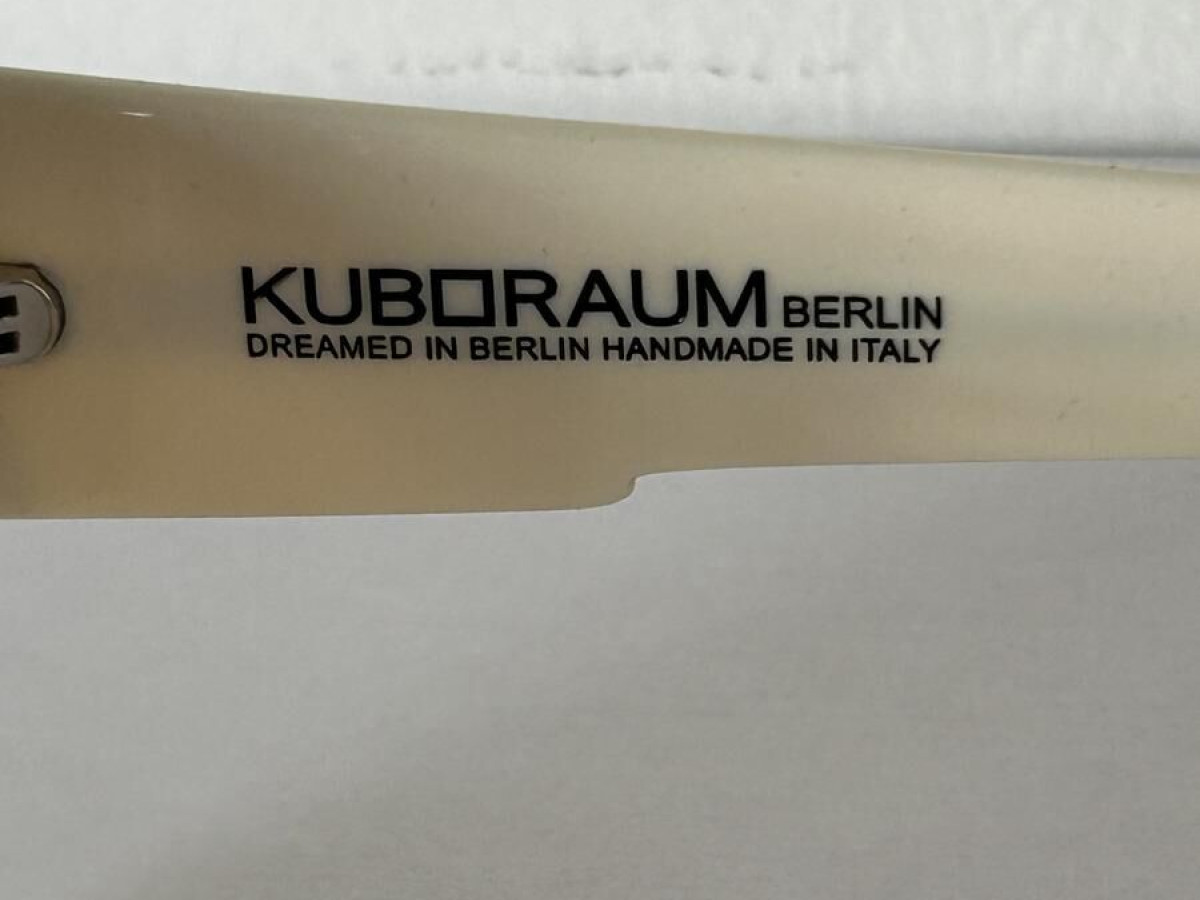 KUBORAUM BERLIN
DREAMED IN BERLIN HANDMADE IN ITALY